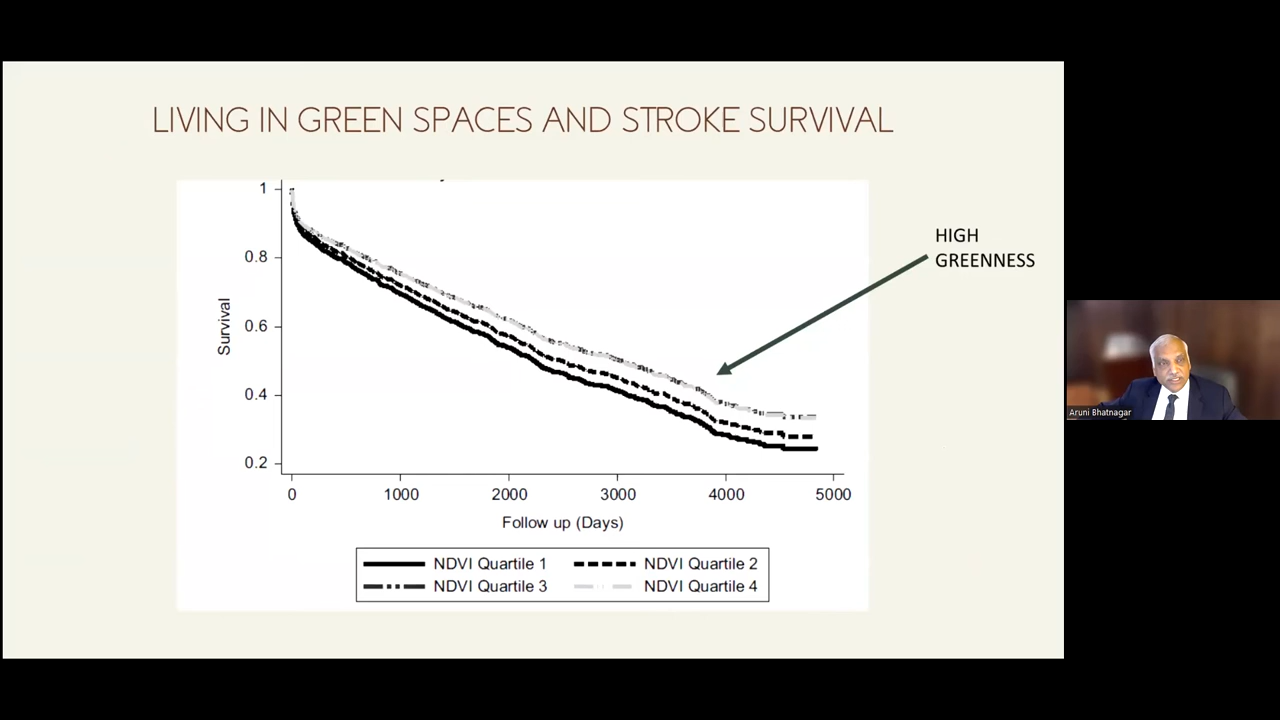 LIVING IN GREEN SPACES AND STROKE SURVIVAL
1
0.8
0.6
0.4
0.2
Survival
0 1000 2000 3000 4000 5000
Follow up (Days)
NDVI Quartile 1 NDVI Quartile 2
NDVI Quartile 3 NDVI Quartile 4
HIGH
GREENNESS
Aruni Bhatnagar